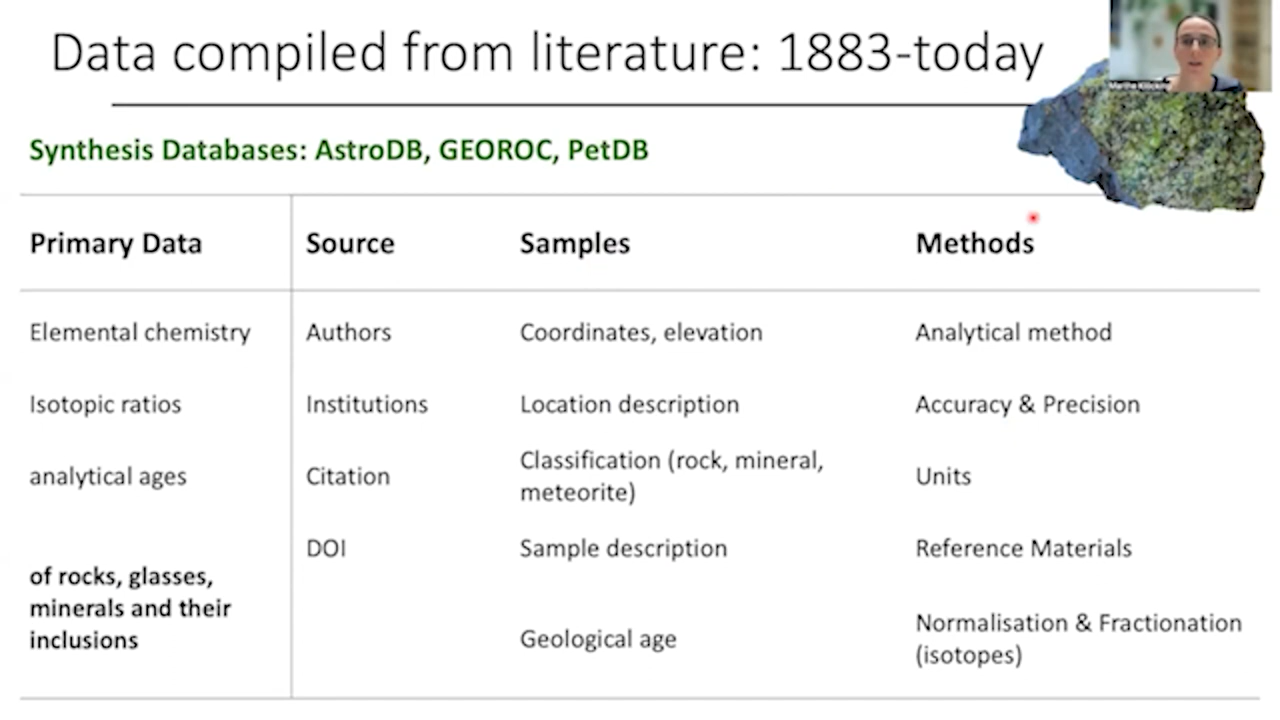 Data compiled from literature: 1883-today
Synthesis Databases: AstroDB, GEOROC, PetDB
Primary Data
Source
Samples
Methods
Elemental chemistry
Authors
Coordinates, elevation
Analytical method
Isotopic ratios
Institutions
Location description
Accuracy & Precision
analytical ages
Citation
Classification (rock, mineral,
meteorite)
Units
of rocks, glasses,
minerals and their
inclusions
DOI
Sample description
Reference Materials
Geological age
Normalisation & Fractionation
(isotopes)